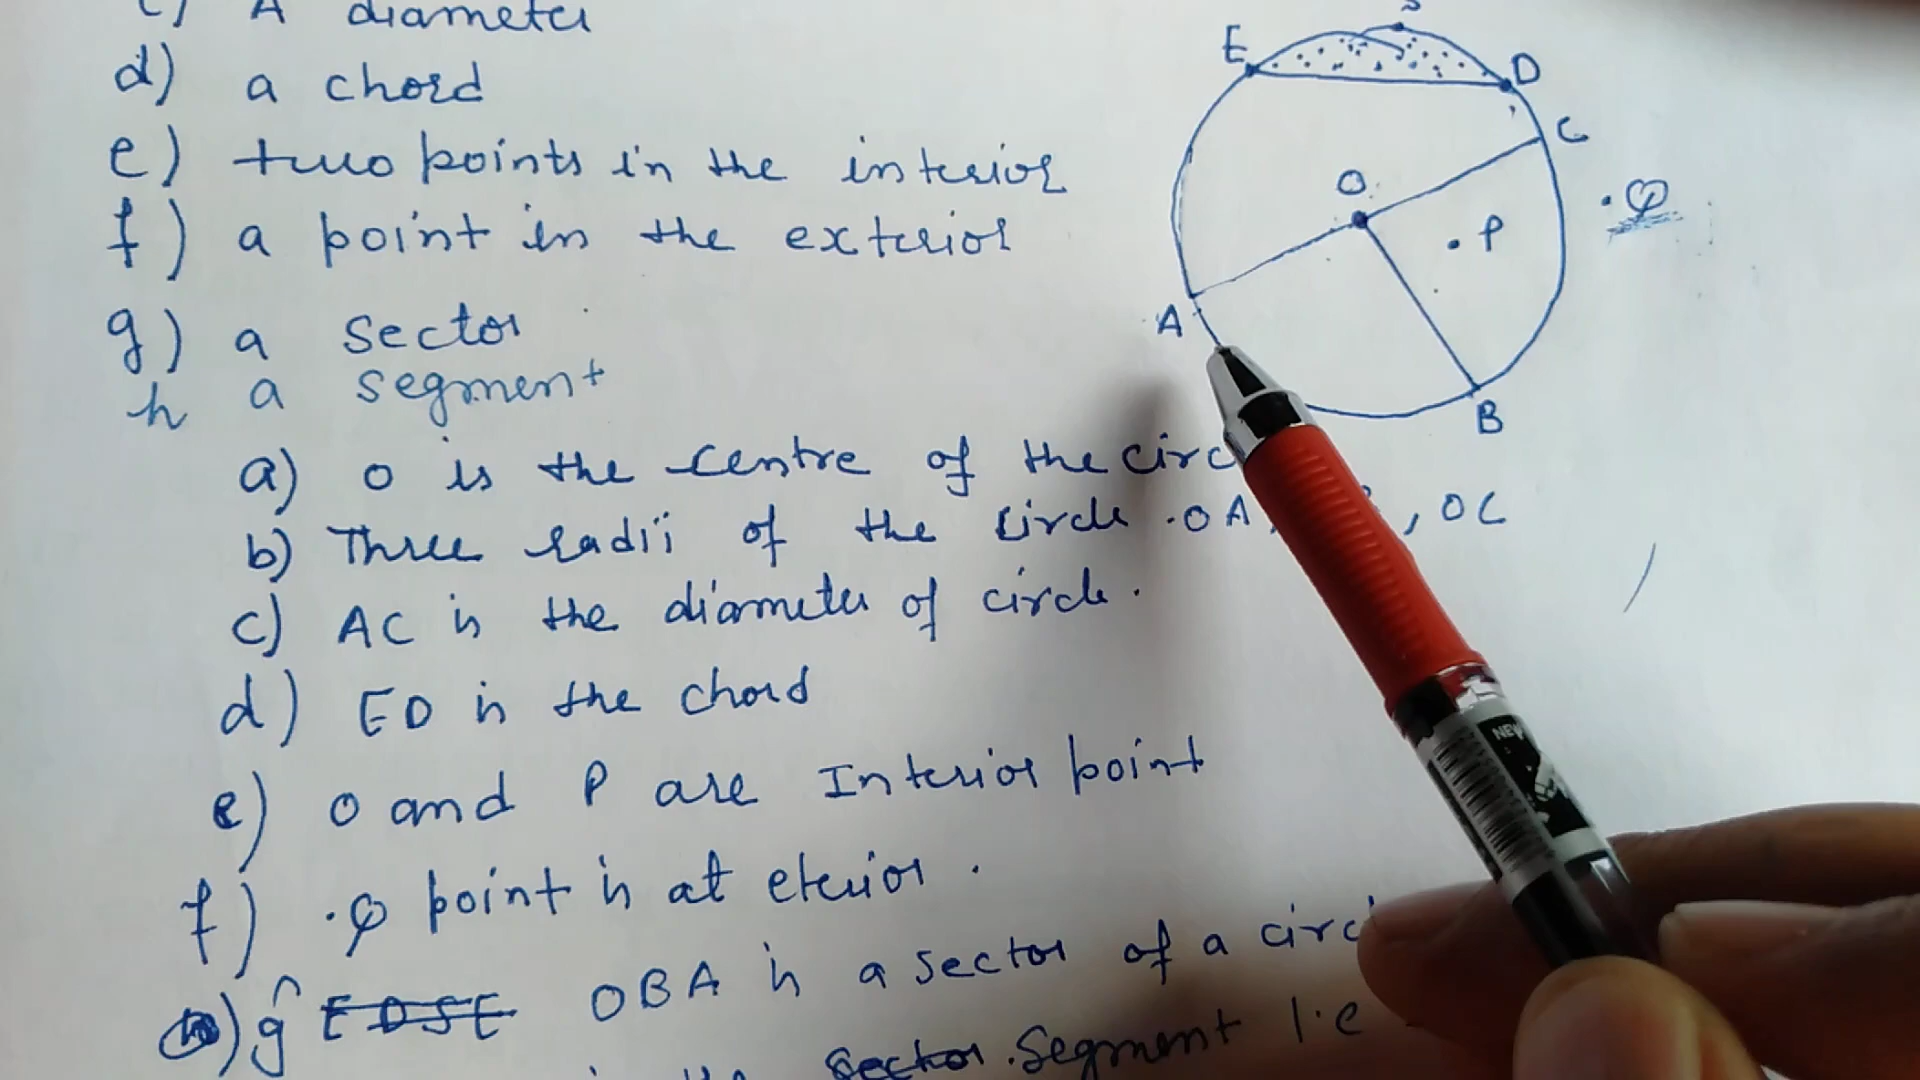 c) A diameter
d) a chord
e) two points in the interior
f) a point in the exterior
g) a sector
h a segment
S
E
D
C
O
P
Q
A
B
a) O is the centre of the circ
b) Three radii of the circle. OA, , OC
c) AC is the diameter of circle.
d) ED is the chord
e) O and P are Interior point
f) .Q point is at eterior.
g EDSE OBA is a sector of a circ
sector. segment i.e
NEW